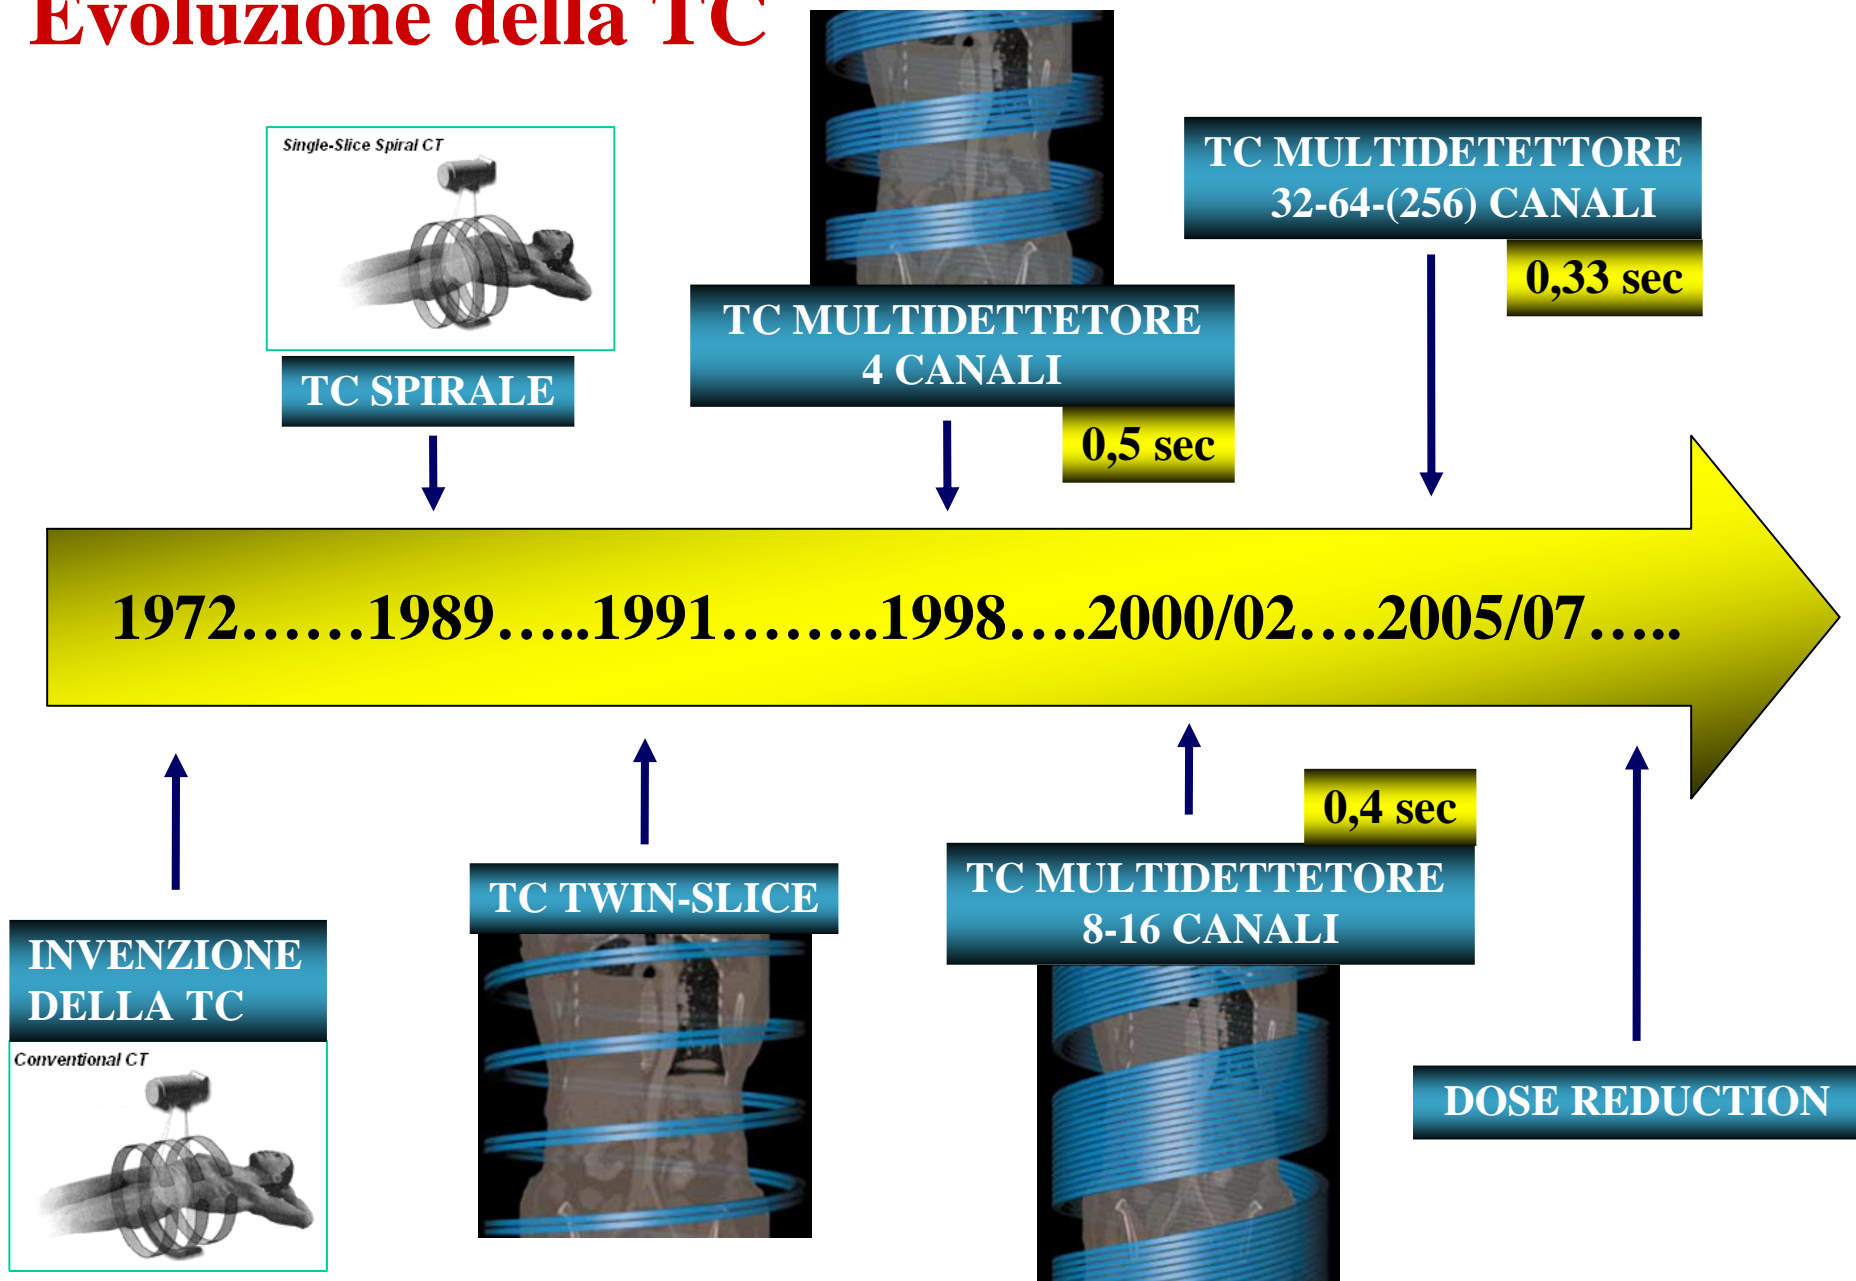 Evoluzione della TC
Single-Slice Spiral CT
TC SPIRALE
TC MULTIDETTETORE
4 CANALI
0,5 sec
TC MULTIDETETTORE
32-64-(256) CANALI
0,33 sec
1972……1989…..1991……..1998….2000/02….2005/07…..
INVENZIONE
DELLA TC
Conventional CT
TC TWIN-SLICE
0,4 sec
TC MULTIDETTETORE
8-16 CANALI
DOSE REDUCTION